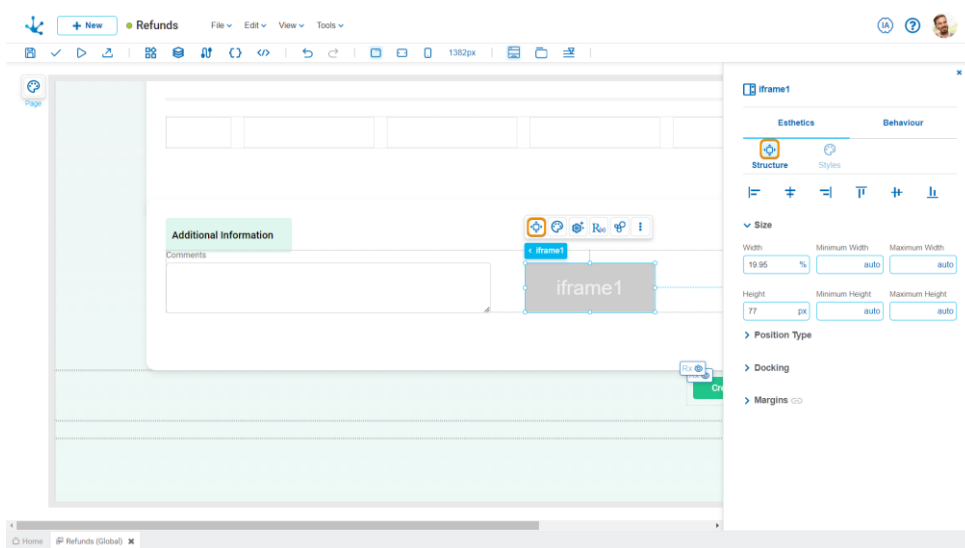 New
Refunds
File
Edit
View
Tools
IA
?
1382px
Page
iframe1
Esthetics
Behaviour
Structure
Styles
Size
Width
Minimum Width
Maximum Width
19.95 %
auto
auto
Height
Minimum Height
Maximum Height
77 px
auto
auto
Position Type
Docking
Margins
Additional Information
Comments
iframe1
iframe1
Rx
Rx
Home
Refunds (Global)